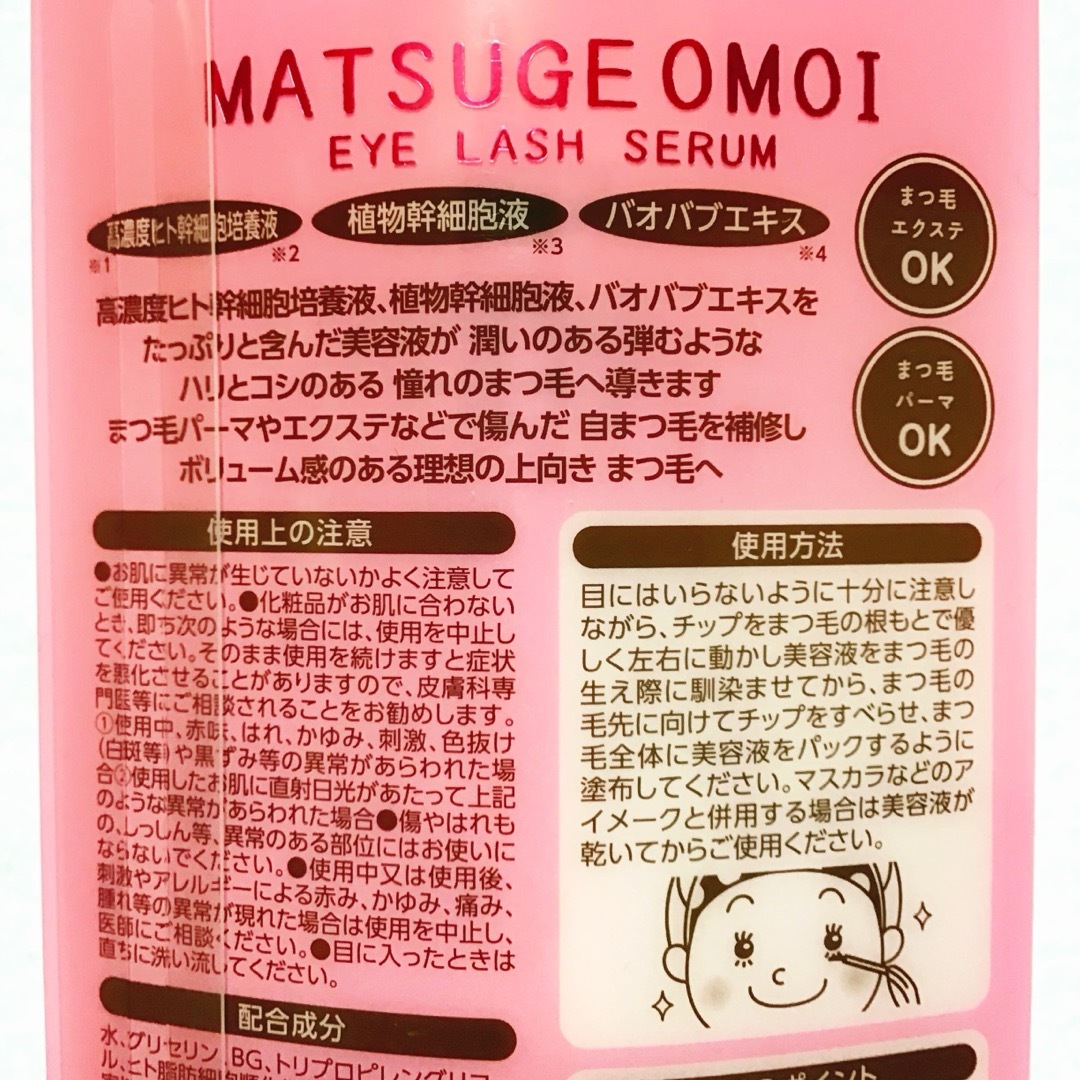 MATSUGE OMOI
EYE LASH SERUM
高濃度ヒト幹細胞培養液
※1
※2
植物幹細胞液
※3
バオバブエキス
※4
まつ毛
エクステ
OK
まつ毛
パーマ
OK
高濃度ヒト幹細胞培養液、植物幹細胞液、バオバブエキスを
たっぷりと含んだ美容液が 潤いのある弾むような
ハリとコシのある 憧れのまつ毛へ導きます
まつ毛パーマやエクステなどで傷んだ 自まつ毛を補修し
ボリューム感のある理想の上向き まつ毛へ
使用上の注意
●お肌に異常が生じていないかよく注意して
ご使用ください。●化粧品がお肌に合わない
とき、即ち次のような場合には、使用を中止し
てください。そのまま使用を続けますと症状
を悪化させることがありますので、皮膚科専
門医等にご相談されることをお勧めします。
①使用中、赤味、はれ、かゆみ、刺激、色抜け
(白斑等)や黒ずみ等の異常があらわれた場
合②使用したお肌に直射日光があたって上記
のような異常があらわれた場合●傷やはれも
の、しっしん等、異常のある部位にはお使いに
ならないでください。●使用中又は使用後、
刺激やアレルギーによる赤み、かゆみ、痛み、
腫れ等の異常が現れた場合は使用を中止し、
医師にご相談ください。●目に入ったときは
直ちに洗い流してください。
配合成分
水、グリセリン、BG、トリプロピレングリコ
使用方法
目にはいらないように十分に注意し
ながら、チップをまつ毛の根もとで優
しく左右に動かし美容液をまつ毛の
生え際に馴染ませてから、まつ毛の
毛先に向けてチップをすべらせ、まつ
毛全体に美容液をパックするように
塗布してください。マスカラなどのア
イメークと併用する場合は美容液が
乾いてからご使用ください。
ポイント